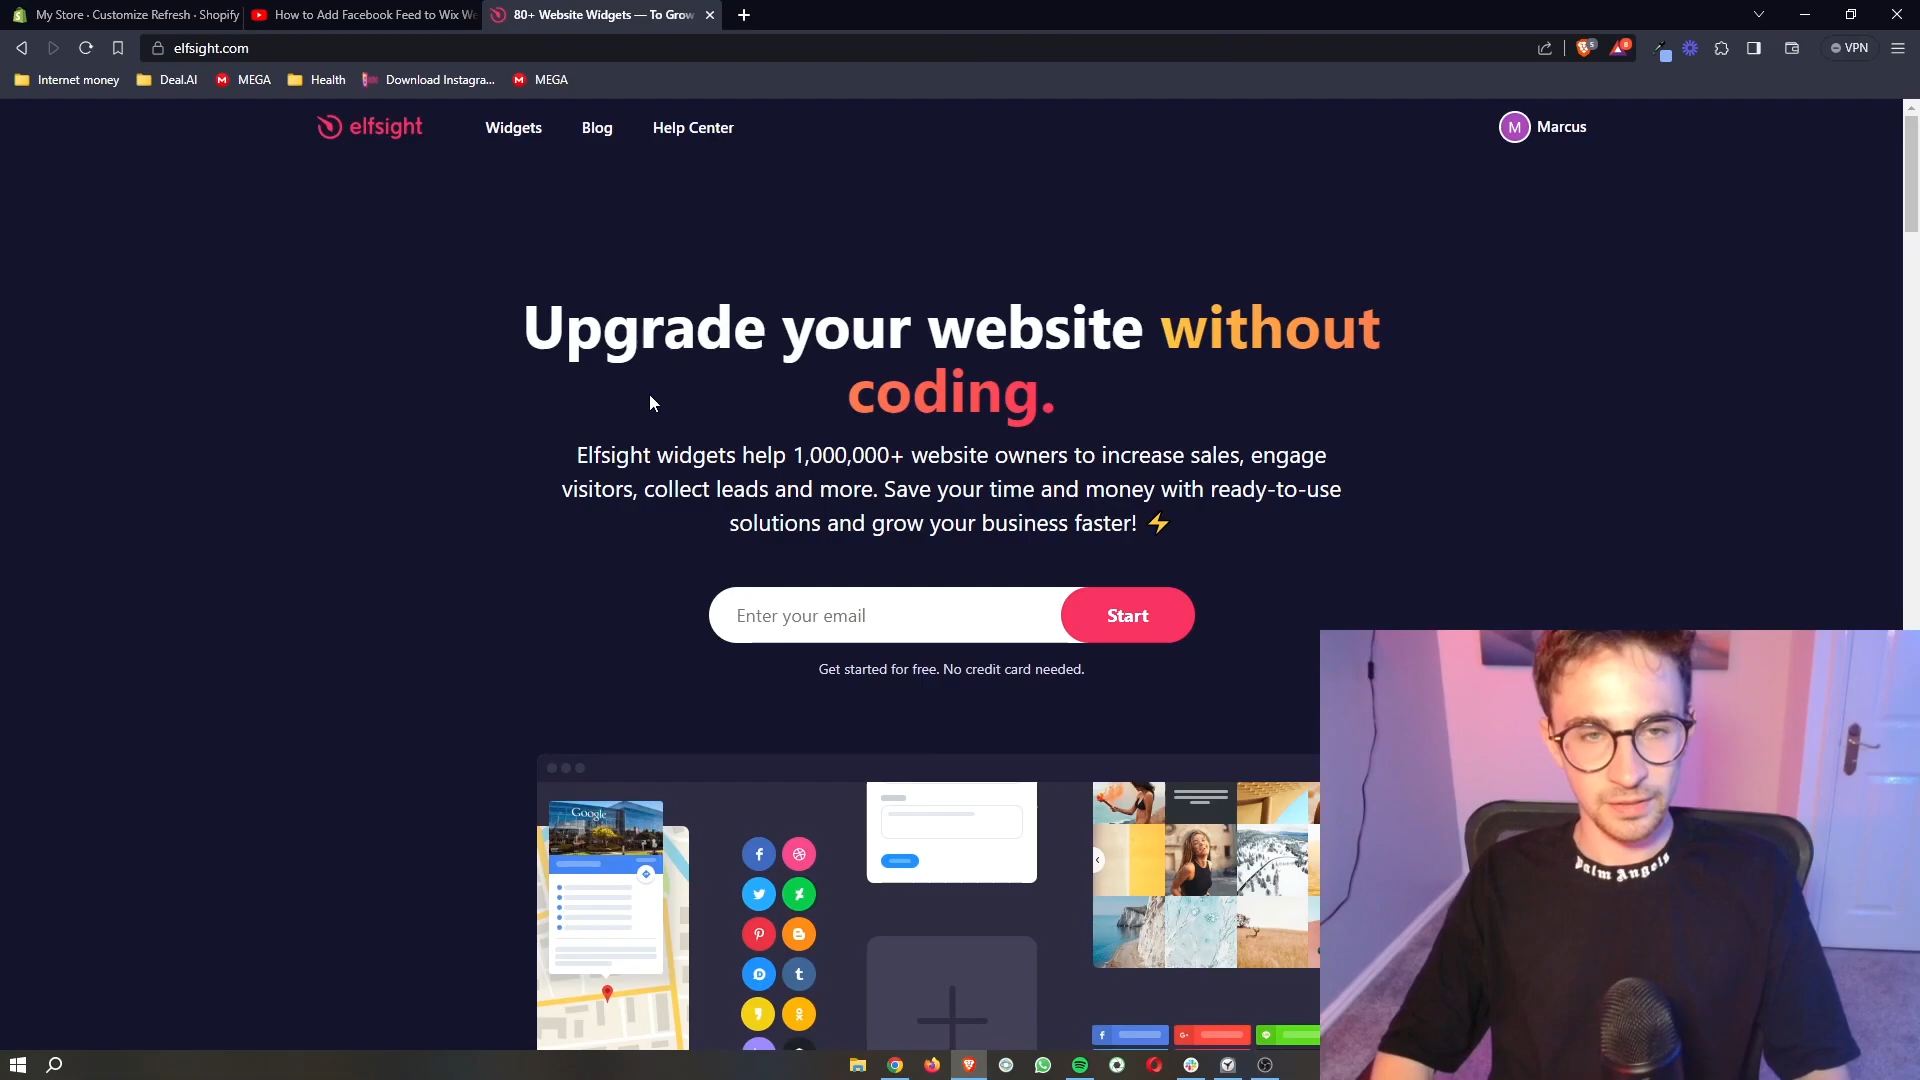 My Store · Customize Refresh · Shopify
How to Add Facebook Feed to Wix We
80+ Website Widgets — To Grow
elfsight.com
VPN
Internet money
Deal.AI
MEGA
Health
Download Instagra...
MEGA
elfsight
Widgets
Blog
Help Center
M
Marcus
Upgrade your website without
coding.
Elfsight widgets help 1,000,000+ website owners to increase sales, engage
visitors, collect leads and more. Save your time and money with ready-to-use
solutions and grow your business faster! ⚡
Enter your email
Start
Get started for free. No credit card needed.
Google
Palm Angels